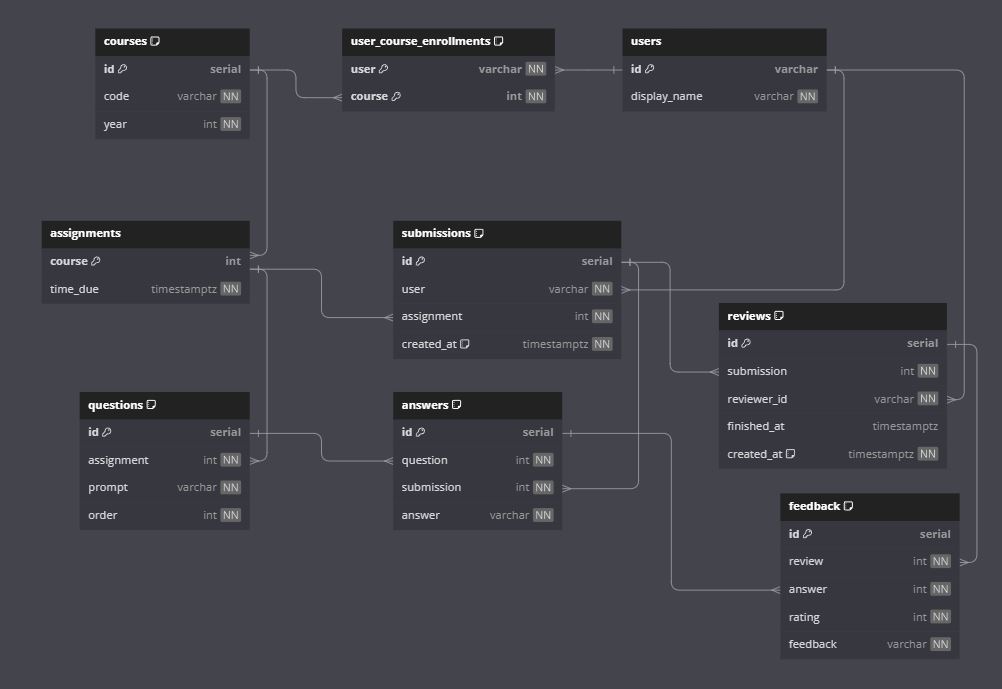 courses
id serial
code varchar NN
year int NN
user_course_enrollments
user varchar NN
course int NN
users
id varchar
display_name varchar NN
assignments
course int
time_due timestamptz NN
submissions
id serial
user varchar NN
assignment int NN
created_at timestamptz NN
reviews
id serial
submission int NN
reviewer_id varchar NN
finished_at timestamptz
created_at timestamptz NN
questions
id serial
assignment int NN
prompt varchar NN
order int NN
answers
id serial
question int NN
submission int NN
answer varchar NN
feedback
id serial
review int NN
answer int NN
rating int NN
feedback varchar NN